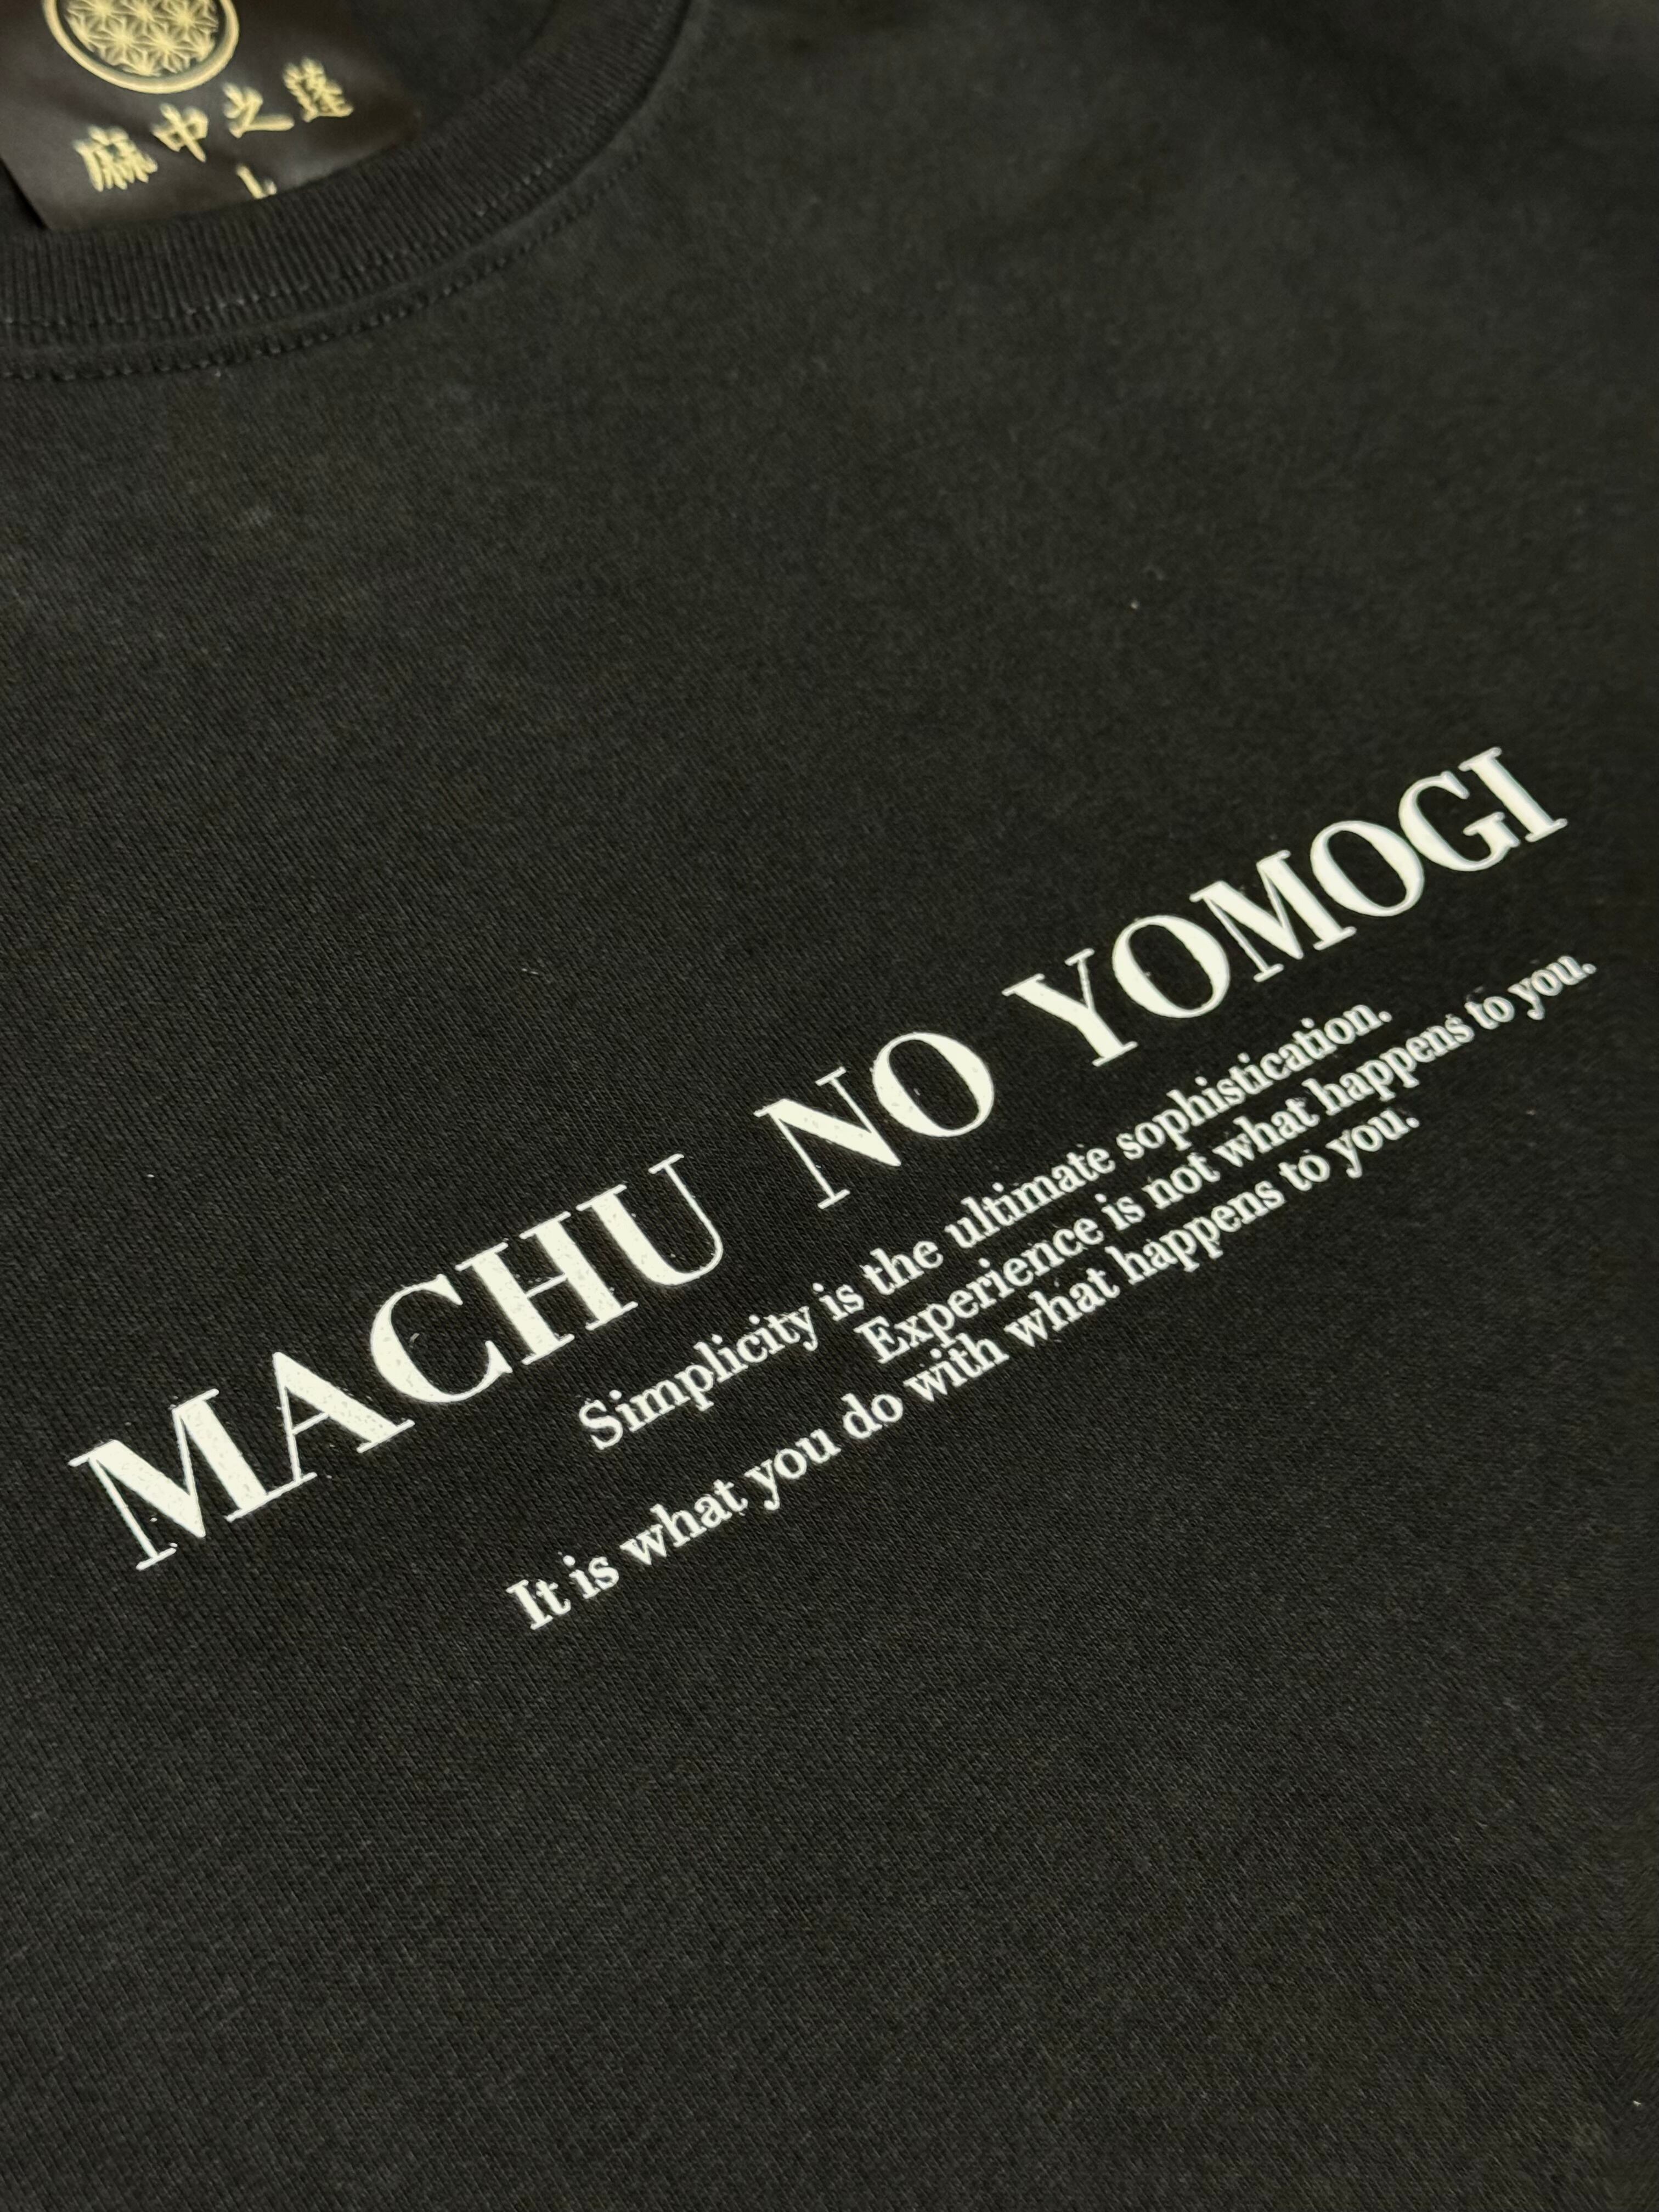 麻中之蓬
L
MACHU NO YOMOGI
Simplicity is the ultimate sophistication.
Experience is not what happens to you.
It is what you do with what happens to you.